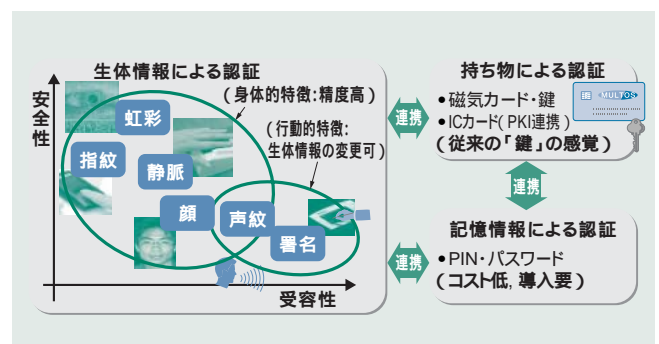 生体情報による認証
(身体的特徴:精度高)
(行動的特徴:
生体情報の変更可)
安全性
虹彩
指紋
静脈
顔
声紋
署名
受容性
連携
持ち物による認証
•磁気カード・鍵
•ICカード(PKI連携)
(従来の「鍵」の感覚)
MULTOS
連携
連携
記憶情報による認証
•PIN・パスワード
(コスト低, 導入要)